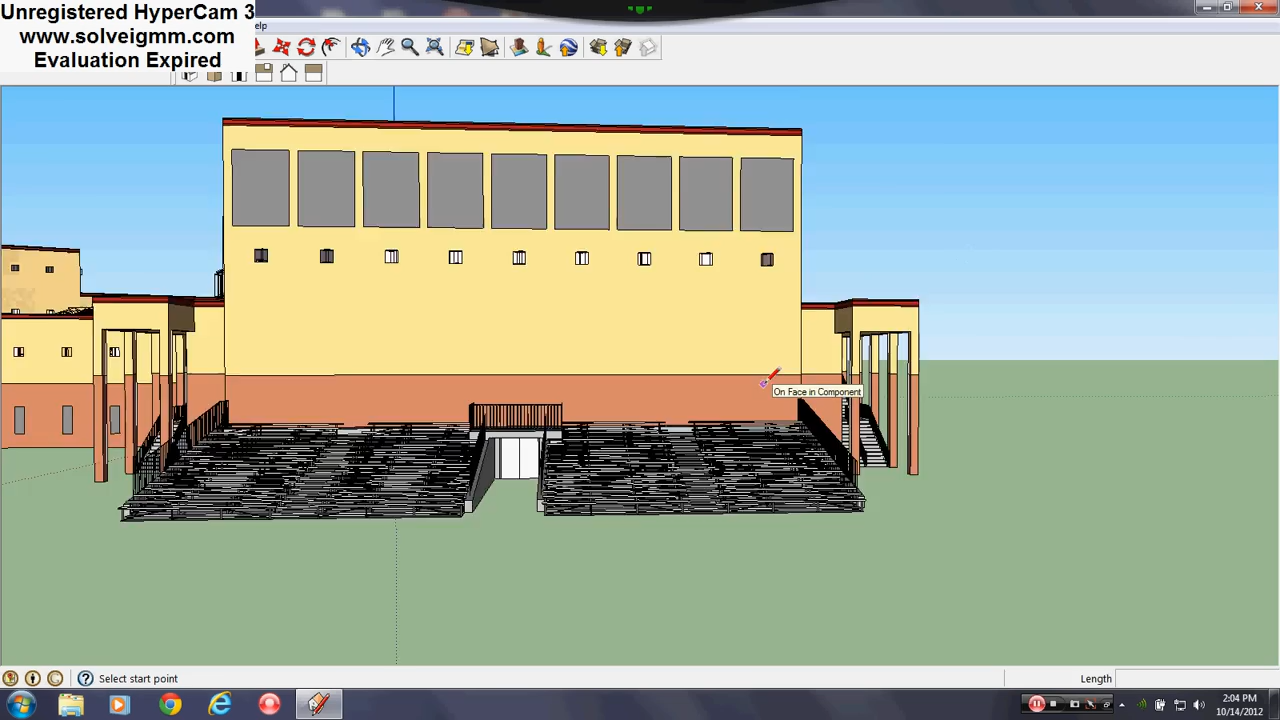 Unregistered HyperCam 3
www.solveigmm.com
Evaluation Expired
elp
On Face in Component
Select start point
Length
2:04 PM
10/14/2012